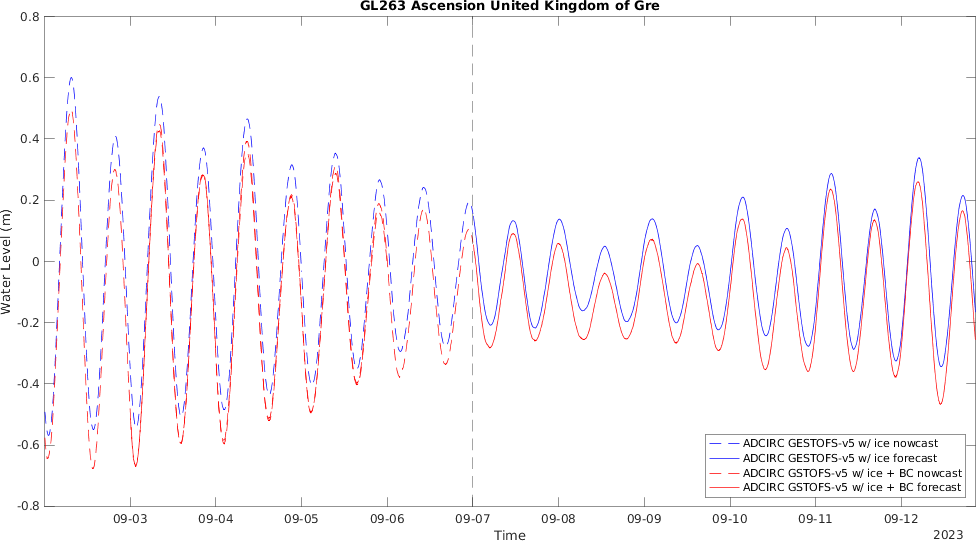 GL263 Ascension United Kingdom of Gre
0.8
0.6
0.4
0.2
0
-0.2
-0.4
-0.6
-0.8
Water Level (m)
ADCIRC GESTOFS-v5 w/ ice nowcast
ADCIRC GESTOFS-v5 w/ ice forecast
ADCIRC GSTOFS-v5 w/ ice + BC nowcast
ADCIRC GSTOFS-v5 w/ ice + BC forecast
09-03 09-04 09-05 09-06 09-07 09-08 09-09 09-10 09-11 09-12
Time
2023